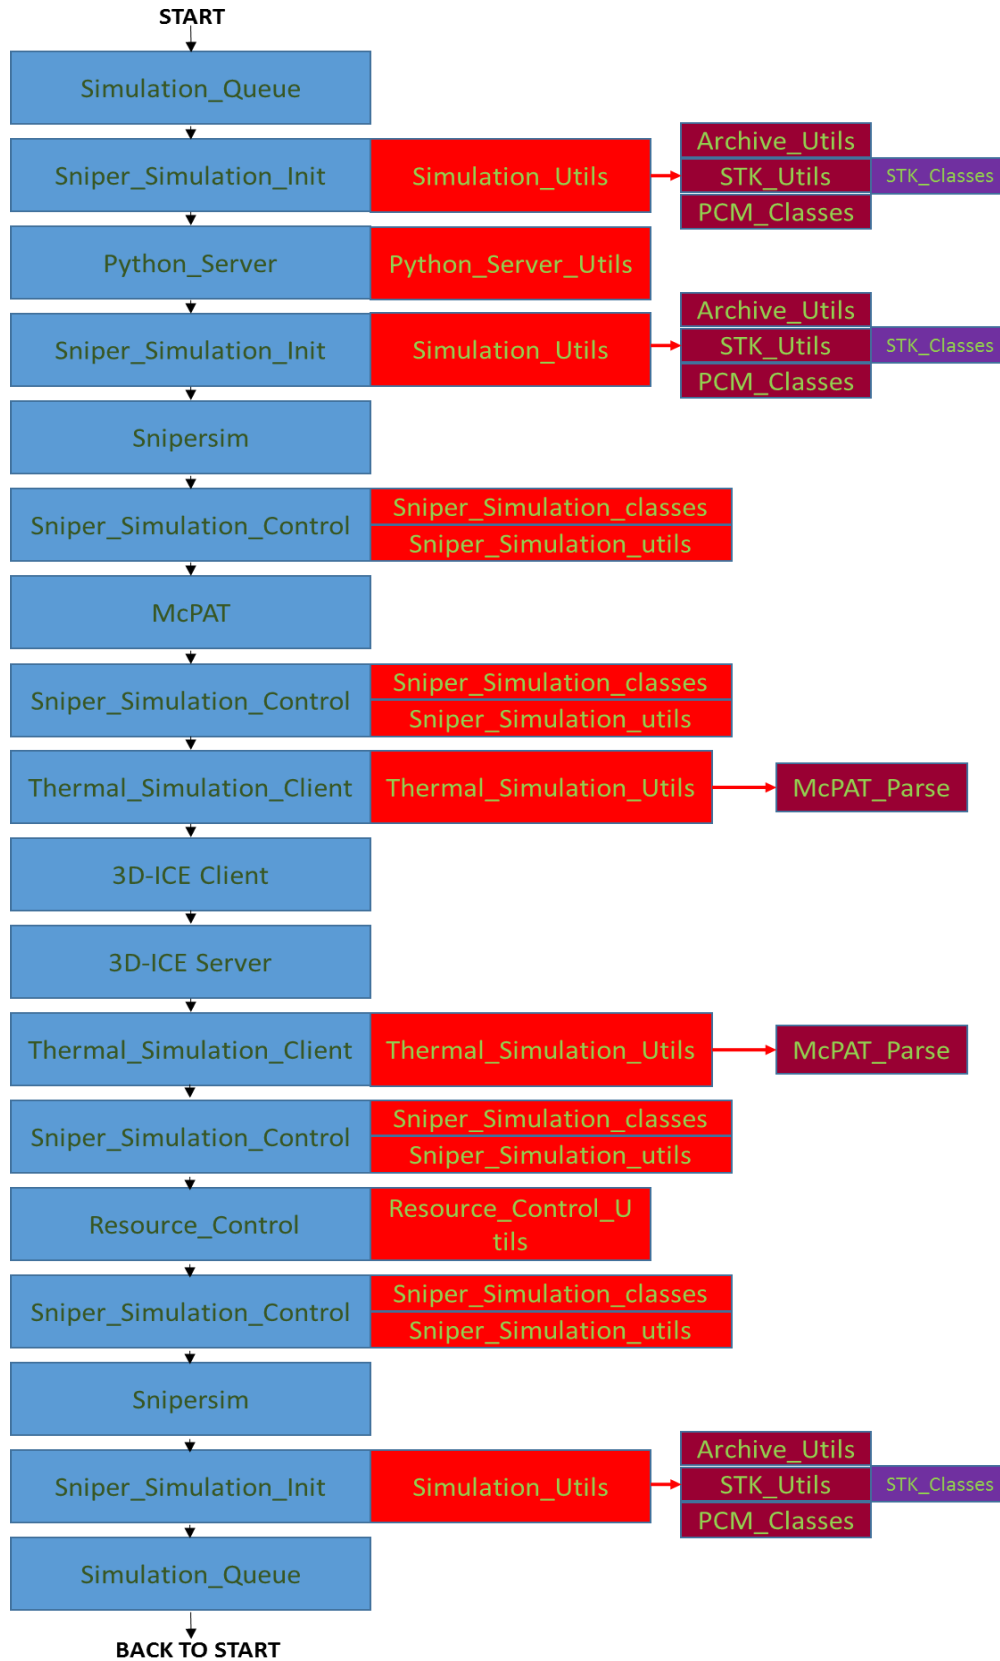 START
Simulation_Queue
Sniper_Simulation_Init
Simulation_Utils
Archive_Utils
STK_Utils
STK_Classes
PCM_Classes
Python_Server
Python_Server_Utils
Sniper_Simulation_Init
Simulation_Utils
Archive_Utils
STK_Utils
STK_Classes
PCM_Classes
Snipersim
Sniper_Simulation_Control
Sniper_Simulation_classes
Sniper_Simulation_utils
McPAT
Sniper_Simulation_Control
Sniper_Simulation_classes
Sniper_Simulation_utils
Thermal_Simulation_Client
Thermal_Simulation_Utils
McPAT_Parse
3D-ICE Client
3D-ICE Server
Thermal_Simulation_Client
Thermal_Simulation_Utils
McPAT_Parse
Sniper_Simulation_Control
Sniper_Simulation_classes
Sniper_Simulation_utils
Resource_Control
Resource_Control_U
tils
Sniper_Simulation_Control
Sniper_Simulation_classes
Sniper_Simulation_utils
Snipersim
Sniper_Simulation_Init
Simulation_Utils
Archive_Utils
STK_Utils
STK_Classes
PCM_Classes
Simulation_Queue
BACK TO START